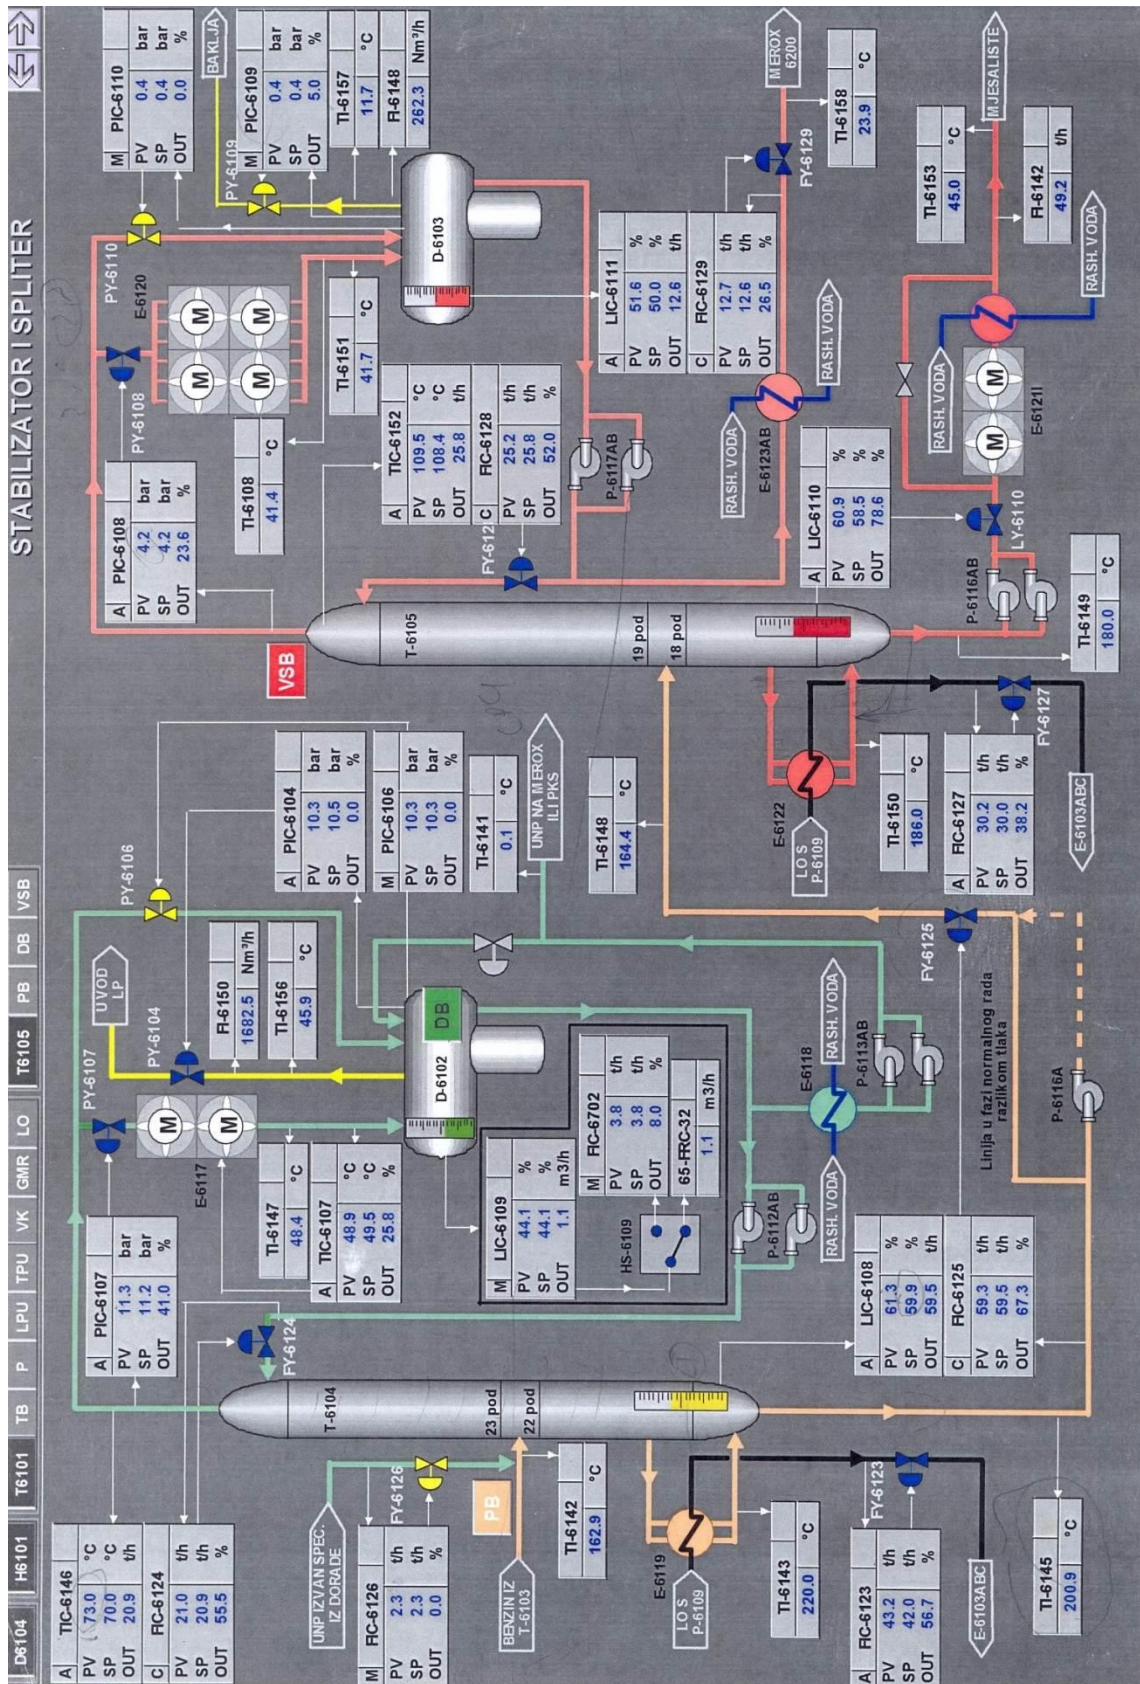 STABILIZATOR I SPLITER
D6104
H6101
T6101
TB
P
LPU
TPU
VK
GMR
LO
T6105
PB
DB
VSB
TIC-6146
A
PV 73.0 °C
SP 70.0 °C
OUT 20.9 t/h
FIC-6124
C
PV 21.0 t/h
SP 20.9 t/h
OUT 55.5 %
PIC-6107
A
PV 11.3 bar
SP 11.2 bar
OUT 41.0 %
PY-6107
E-6117
M
M
UVOD
LP
PY-6104
PY-6106
FI-6150
1682.5 Nm³/h
TI-6156
45.9 °C
TI-6147
48.4 °C
TIC-6107
A
PV 48.9 °C
SP 49.5 °C
OUT 25.8 %
PIC-6104
A
PV 10.3 bar
SP 10.5 bar
OUT 0.0 %
PIC-6106
M
PV 10.3 bar
SP 10.3 bar
OUT 0.0 %
TI-6141
0.1 °C
UNP NA MEROX
ILI PKS
D-6102
DB
FY-6124
T-6104
23 pod
22 pod
UNP IZVAN SPEC.
IZ DORADE
FIC-6126
M
PV 2.3 t/h
SP 2.3 t/h
OUT 0.0 %
FY-6126
BENZIN IZ
T-6103
PB
TI-6142
162.9 °C
LIC-6109
M
PV 44.1 %
SP 44.1 %
OUT 1.1 m3/h
FIC-6702
M
PV 3.8 t/h
SP 3.8 t/h
OUT 8.0 %
HS-6109
65-FRC-32
1.1 m3/h
P-6112AB
RASH. VODA
E-6118
RASH. VODA
P-6113AB
E-6119
LO S
P-6109
TI-6143
220.0 °C
FIC-6123
A
PV 43.2 t/h
SP 42.0 t/h
OUT 56.7 %
FY-6123
E-6103ABC
TI-6145
200.9 °C
LIC-6108
A
PV 61.3 %
SP 59.9 %
OUT 59.5 t/h
FIC-6125
C
PV 59.3 t/h
SP 59.5 t/h
OUT 67.3 %
FY-6125
Linija u fazi normalnog rada
razlikom tlaka
P-6116A
TI-6148
164.4 °C
VSB
PIC-6108
A
PV 4.2 bar
SP 4.2 bar
OUT 23.6 %
PY-6108
E-6120
M
M
M
M
PY-6110
PIC-6110
M
PV 0.4 bar
SP 0.4 bar
OUT 0.0 %
BAKLJA
PY-6109
PIC-6109
M
PV 0.4 bar
SP 0.4 bar
OUT 5.0 %
TI-6157
11.7 °C
FI-6148
262.3 Nm³/h
TI-6108
41.4 °C
TI-6151
41.7 °C
D-6103
TIC-6152
A
PV 109.5 °C
SP 108.4 °C
OUT 25.8 t/h
FIC-6128
C
PV 25.2 t/h
SP 25.8 t/h
OUT 52.0 %
FY-612
P-6117AB
LIC-6111
A
PV 51.6 %
SP 50.0 %
OUT 12.6 t/h
FIC-6129
C
PV 12.7 t/h
SP 12.6 t/h
OUT 26.5 %
FY-6129
MEROX
6200
TI-6158
23.9 °C
RASH. VODA
E-6123AB
RASH. VODA
T-6105
19 pod
18 pod
E-6122
LO S
P-6109
TI-6150
186.0 °C
FIC-6127
A
PV 30.2 t/h
SP 30.0 t/h
OUT 38.2 %
FY-6127
E-6103ABC
LIC-6110
A
PV 60.9 %
SP 58.5 %
OUT 78.6 %
LY-6110
P-6116AB
TI-6149
180.0 °C
M
M
E-6121I
RASH. VODA
RASH. VODA
TI-6153
45.0 °C
MJESALISTE
FI-6142
49.2 t/h